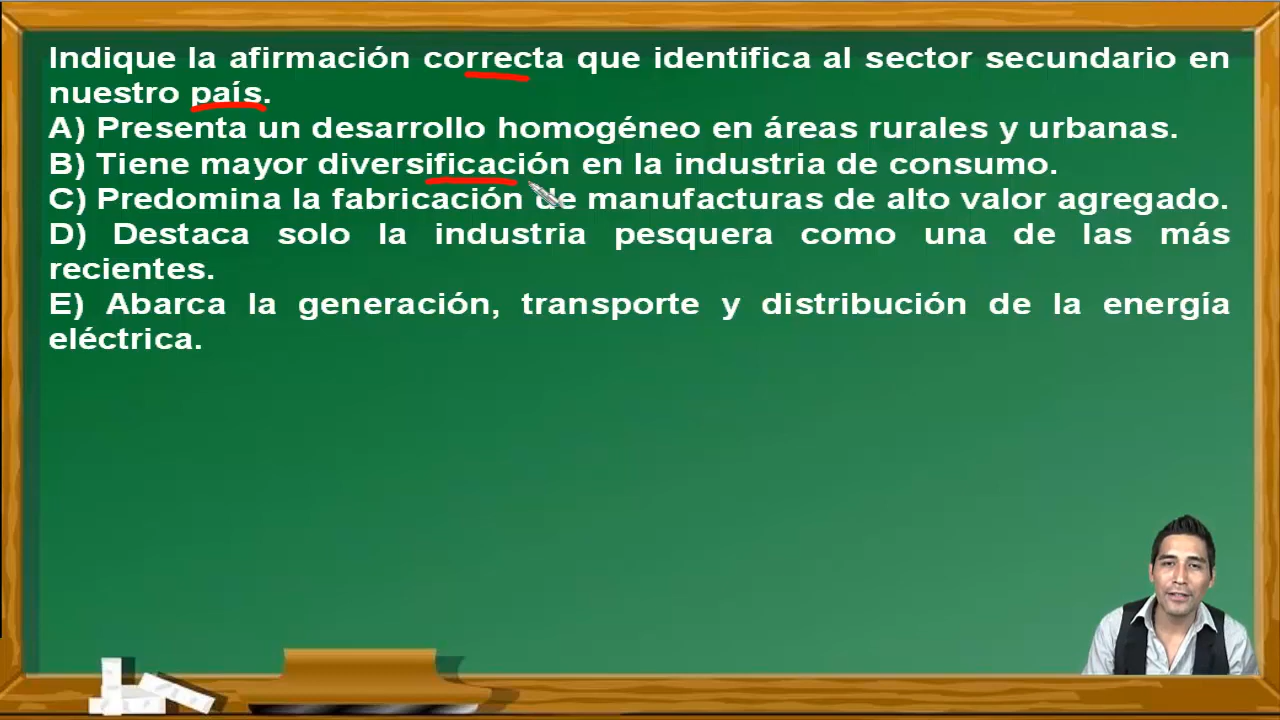 Indique la afirmación correcta que identifica al sector secundario en
nuestro país.
A) Presenta un desarrollo homogéneo en áreas rurales y urbanas.
B) Tiene mayor diversificación en la industria de consumo.
C) Predomina la fabricación de manufacturas de alto valor agregado.
D) Destaca solo la industria pesquera como una de las más
recientes.
E) Abarca la generación, transporte y distribución de la energía
eléctrica.